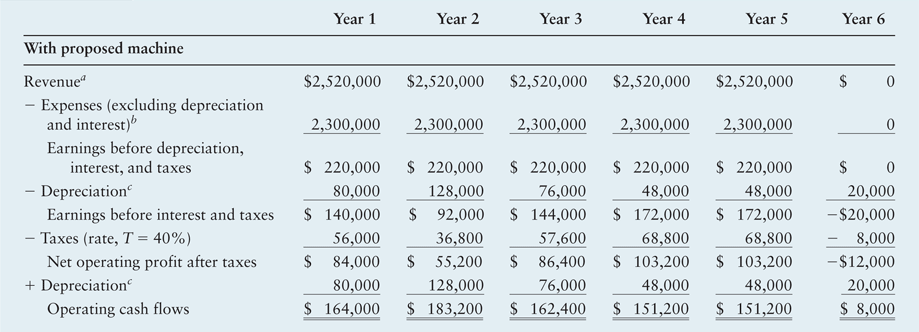 Year 1 Year 2 Year 3 Year 4 Year 5 Year 6
With proposed machine
Revenueᵃ $2,520,000 $2,520,000 $2,520,000 $2,520,000 $2,520,000 $ 0
− Expenses (excluding depreciation
and interest)ᵇ 2,300,000 2,300,000 2,300,000 2,300,000 2,300,000 0
Earnings before depreciation,
interest, and taxes $ 220,000 $ 220,000 $ 220,000 $ 220,000 $ 220,000 $ 0
− Depreciationᶜ 80,000 128,000 76,000 48,000 48,000 20,000
Earnings before interest and taxes $ 140,000 $ 92,000 $ 144,000 $ 172,000 $ 172,000 −$20,000
− Taxes (rate, T = 40%) 56,000 36,800 57,600 68,800 68,800 − 8,000
Net operating profit after taxes $ 84,000 $ 55,200 $ 86,400 $ 103,200 $ 103,200 −$12,000
+ Depreciationᶜ 80,000 128,000 76,000 48,000 48,000 20,000
Operating cash flows $ 164,000 $ 183,200 $ 162,400 $ 151,200 $ 151,200 $ 8,000